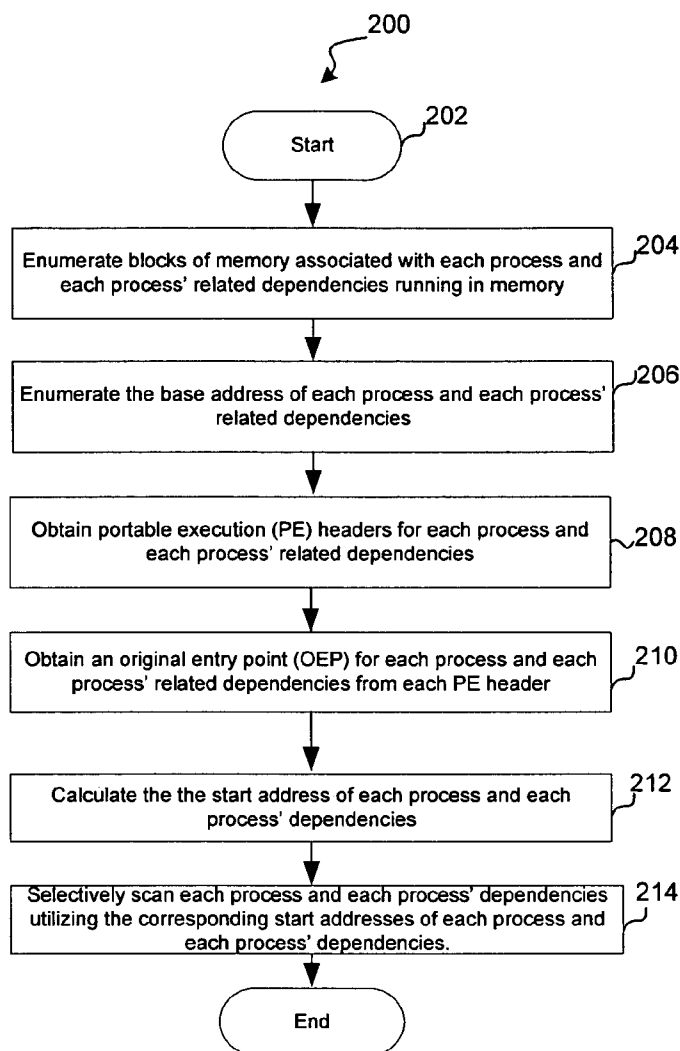 200
202
Start
Enumerate blocks of memory associated with each process and
each process' related dependencies running in memory
204
Enumerate the base address of each process and each process'
related dependencies
206
Obtain portable execution (PE) headers for each process and
each process' related dependencies
208
Obtain an original entry point (OEP) for each process and each
process' related dependencies from each PE header
210
Calculate the the start address of each process and each
process' dependencies
212
Selectively scan each process and each process' dependencies
utilizing the corresponding start addresses of each process and
each process' dependencies.
214
End